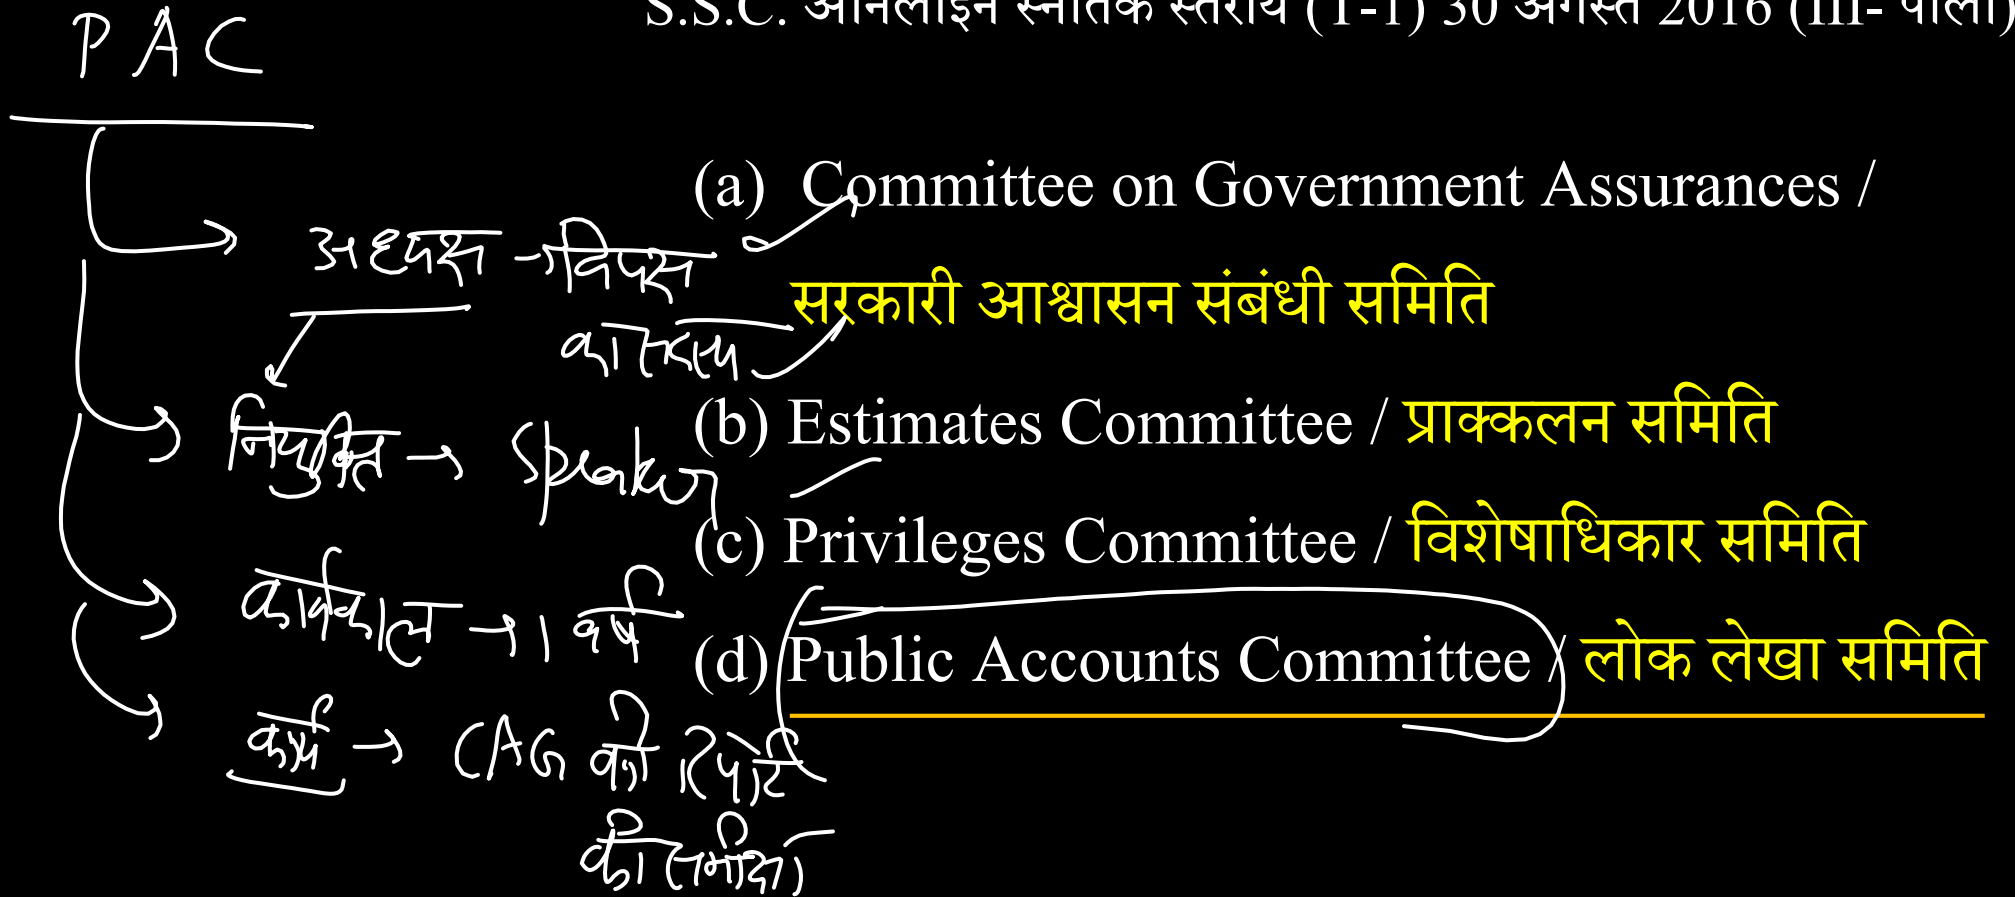 S.S.C. ऑनलाइन स्नातक स्तरीय (T-I) 30 अगस्त 2016 (III- पाली)
PAC
(a) Committee on Government Assurances /
सरकारी आश्वासन संबंधी समिति
(b) Estimates Committee / प्राक्कलन समिति
(c) Privileges Committee / विशेषाधिकार समिति
(d) Public Accounts Committee / लोक लेखा समिति
अध्यक्ष → विपक्ष
का सदस्य
नियुक्ति → Speaker
कार्यकाल → 1 वर्ष
कार्य → CAG की रिपोर्ट
की समीक्षा